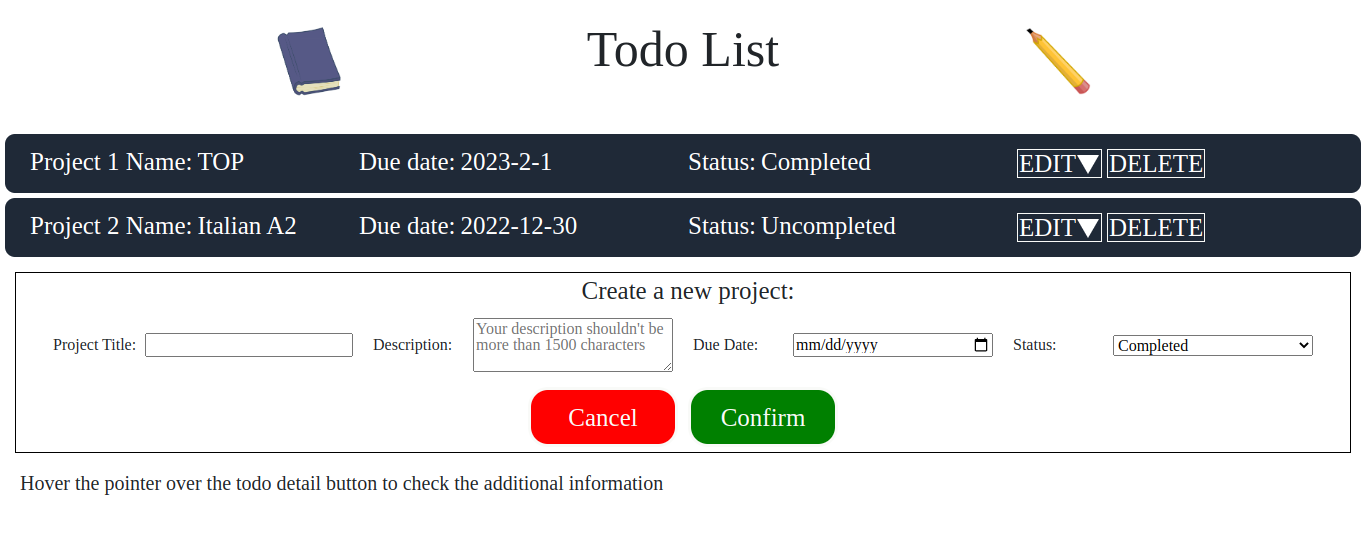 Todo List
Project 1 Name: TOP Due date: 2023-2-1 Status: Completed EDIT▼ DELETE
Project 2 Name: Italian A2 Due date: 2022-12-30 Status: Uncompleted EDIT▼ DELETE
Create a new project:
Project Title: Description: Your description shouldn't be more than 1500 characters Due Date: mm/dd/yyyy Status: Completed
Cancel Confirm
Hover the pointer over the todo detail button to check the additional information